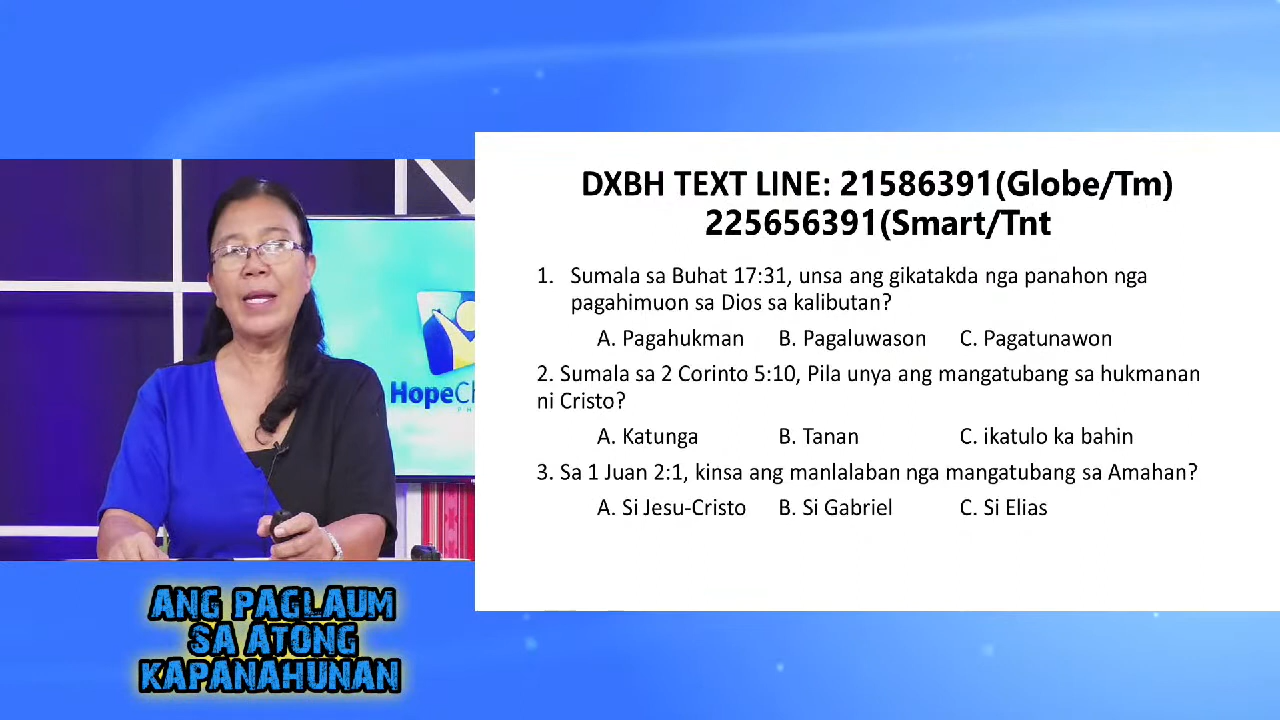 DXBH TEXT LINE: 21586391(Globe/Tm)
225656391(Smart/Tnt
1. Sumala sa Buhat 17:31, unsa ang gikatakda nga panahon nga
pagahimuon sa Dios sa kalibutan?
A. Pagahukman B. Pagaluwason C. Pagatunawon
2. Sumala sa 2 Corinto 5:10, Pila unya ang mangatubang sa hukmanan
ni Cristo?
A. Katunga B. Tanan C. ikatulo ka bahin
3. Sa 1 Juan 2:1, kinsa ang manlalaban nga mangatubang sa Amahan?
A. Si Jesu-Cristo B. Si Gabriel C. Si Elias
HopeCh
PH
ANG PAGLAUM
SA ATONG
KAPANAHUNAN